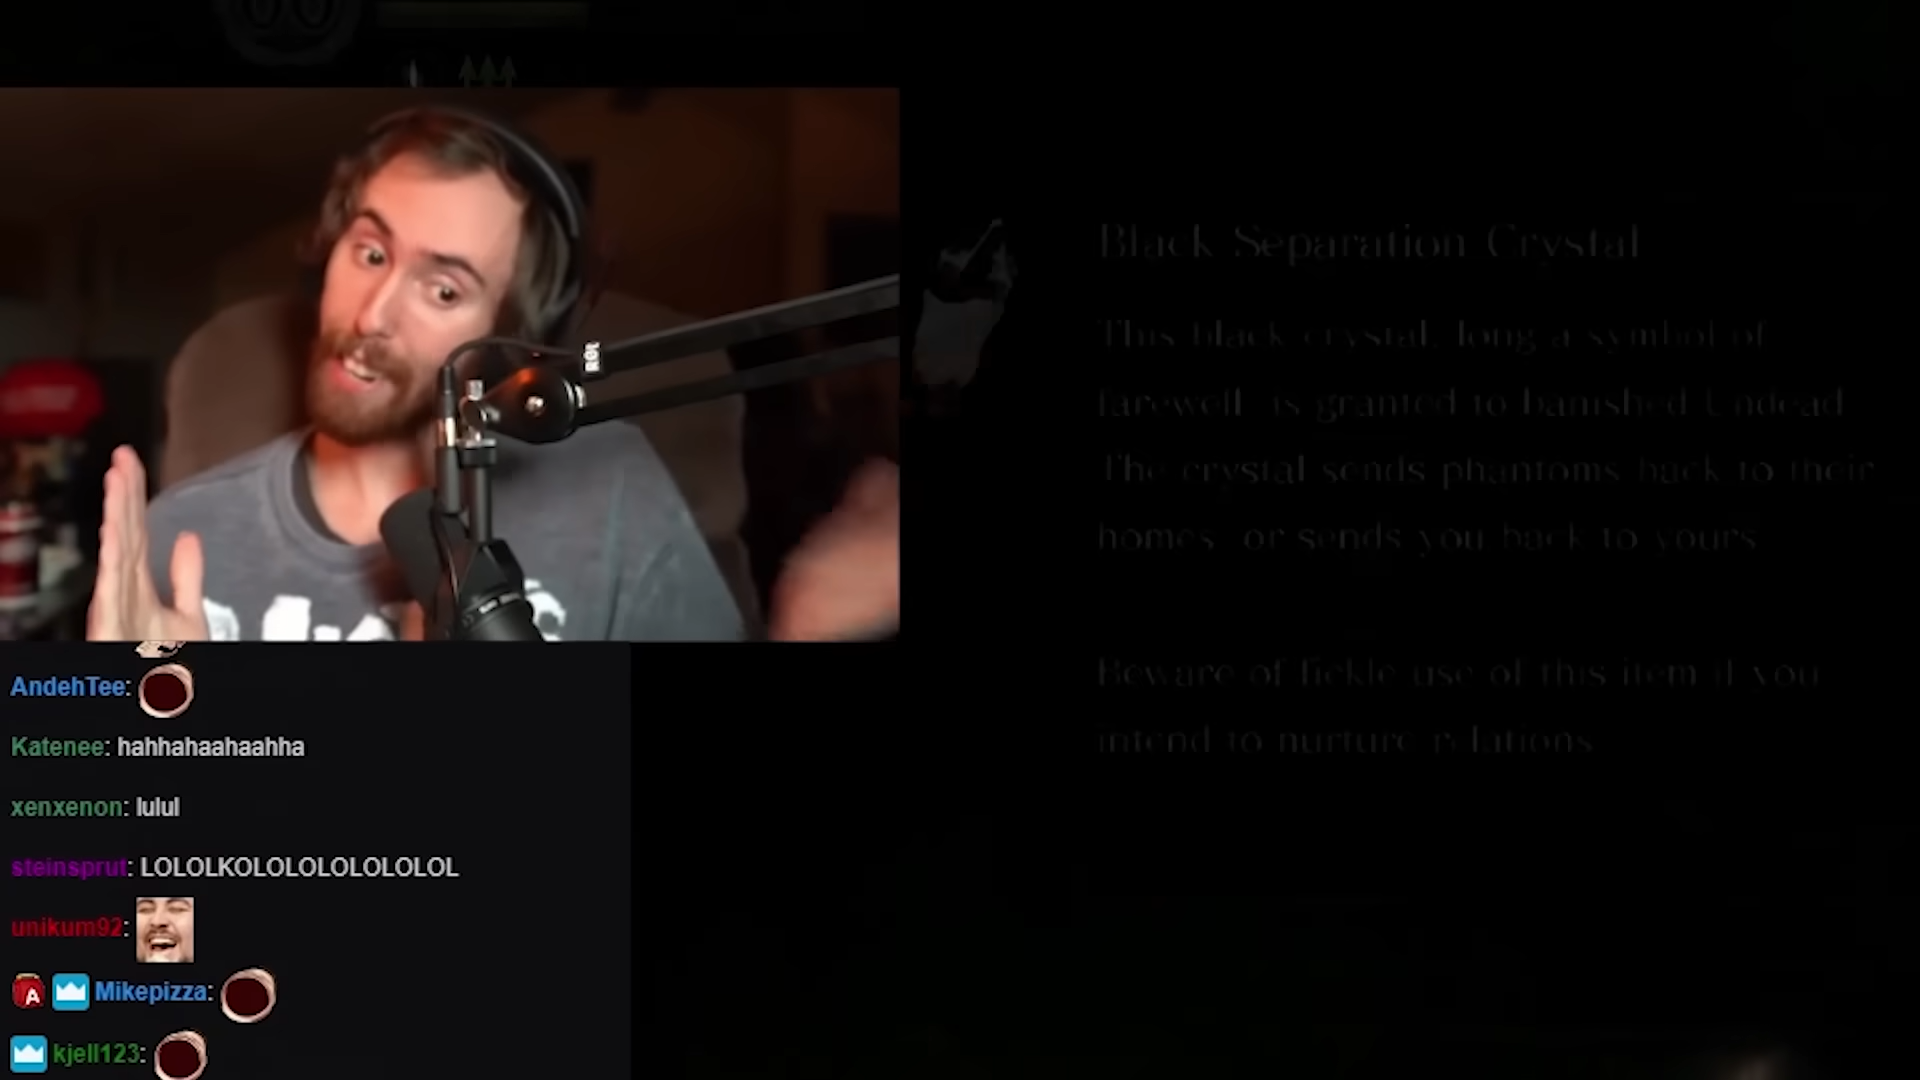 Black Separation Crystal
This black crystal, long a symbol of
farewell, is granted to banished Undead.
The crystal sends phantoms back to their
homes, or sends you back to yours.
Beware of fickle use of this item if you
intend to nurture relations.
AndehTee:
Katenee: hahhahaahaahha
xenxenon: lulul
steinsprut: LOLOLKOLOLOLOLOLOLOL
unikum92:
A Mikepizza:
kjell123: